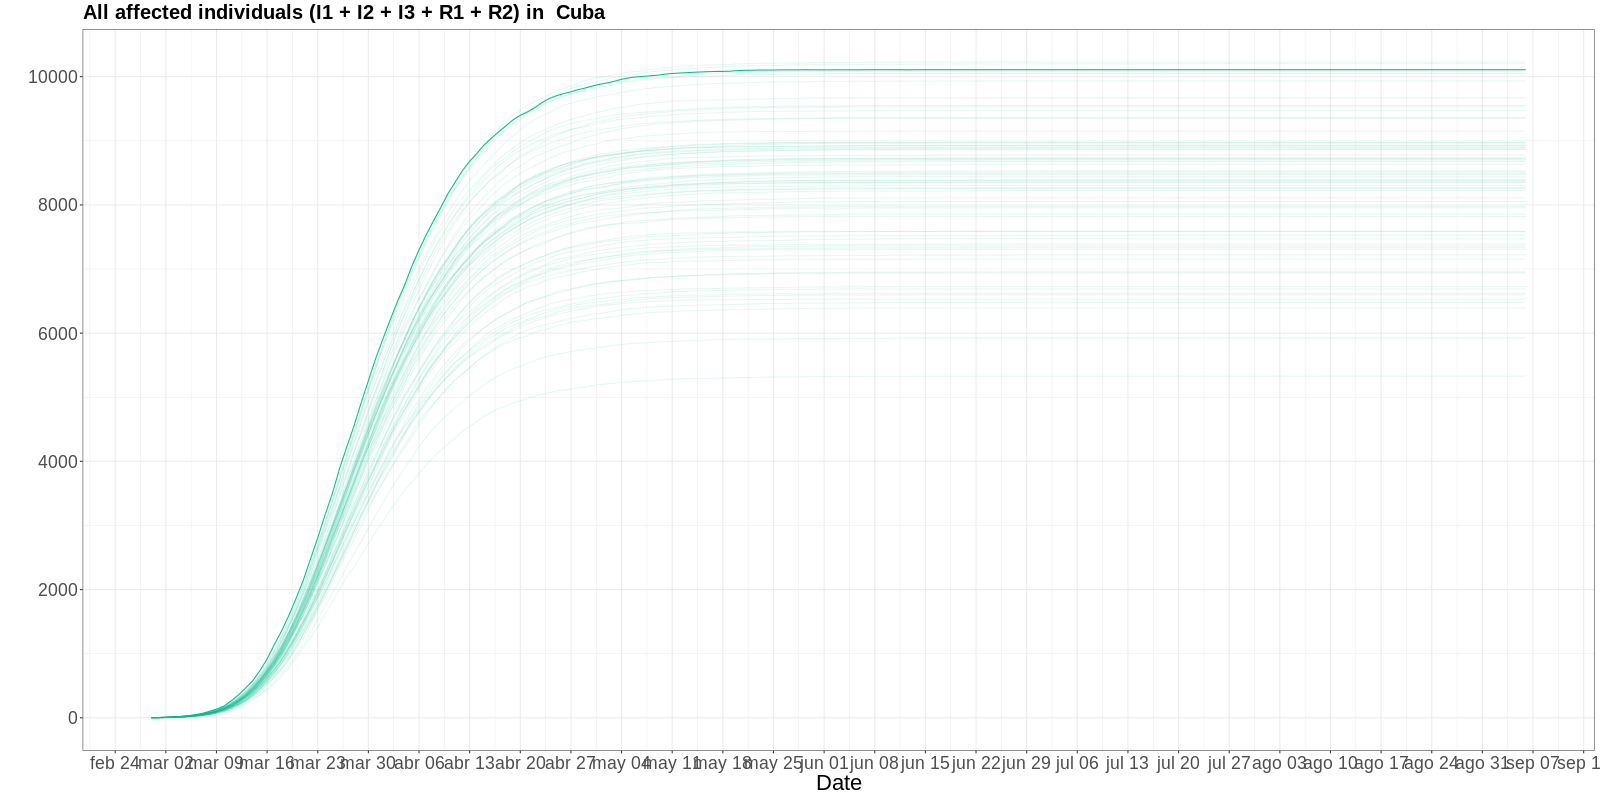 All affected individuals (I1 + I2 + I3 + R1 + R2) in  Cuba
10000
8000
6000
4000
2000
0
feb 24 mar 02 mar 09 mar 16 mar 23 mar 30 abr 06 abr 13 abr 20 abr 27 may 04 may 11 may 18 may 25 jun 01 jun 08 jun 15 jun 22 jun 29 jul 06 jul 13 jul 20 jul 27 ago 03 ago 10 ago 17 ago 24 ago 31 sep 07 sep 1
Date